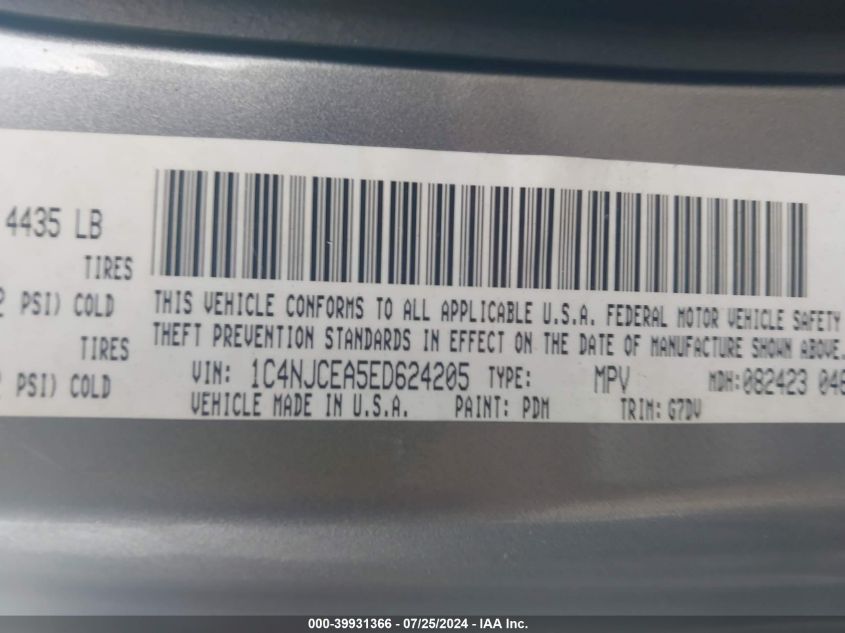 4435 LB
TIRES
PSI) COLD
TIRES
PSI) COLD
THIS VEHICLE CONFORMS TO ALL APPLICABLE U.S.A. FEDERAL MOTOR VEHICLE SAFETY
THEFT PREVENTION STANDARDS IN EFFECT ON THE DATE OF MANUFACTURE SHOWN ABOVE.
VIN: 1C4NJCEA5ED624205 TYPE: MPV MDH:082423
VEHICLE MADE IN U.S.A. PAINT: PDM TRIM: G7DV
000-39931366 - 07/25/2024 - IAA Inc.